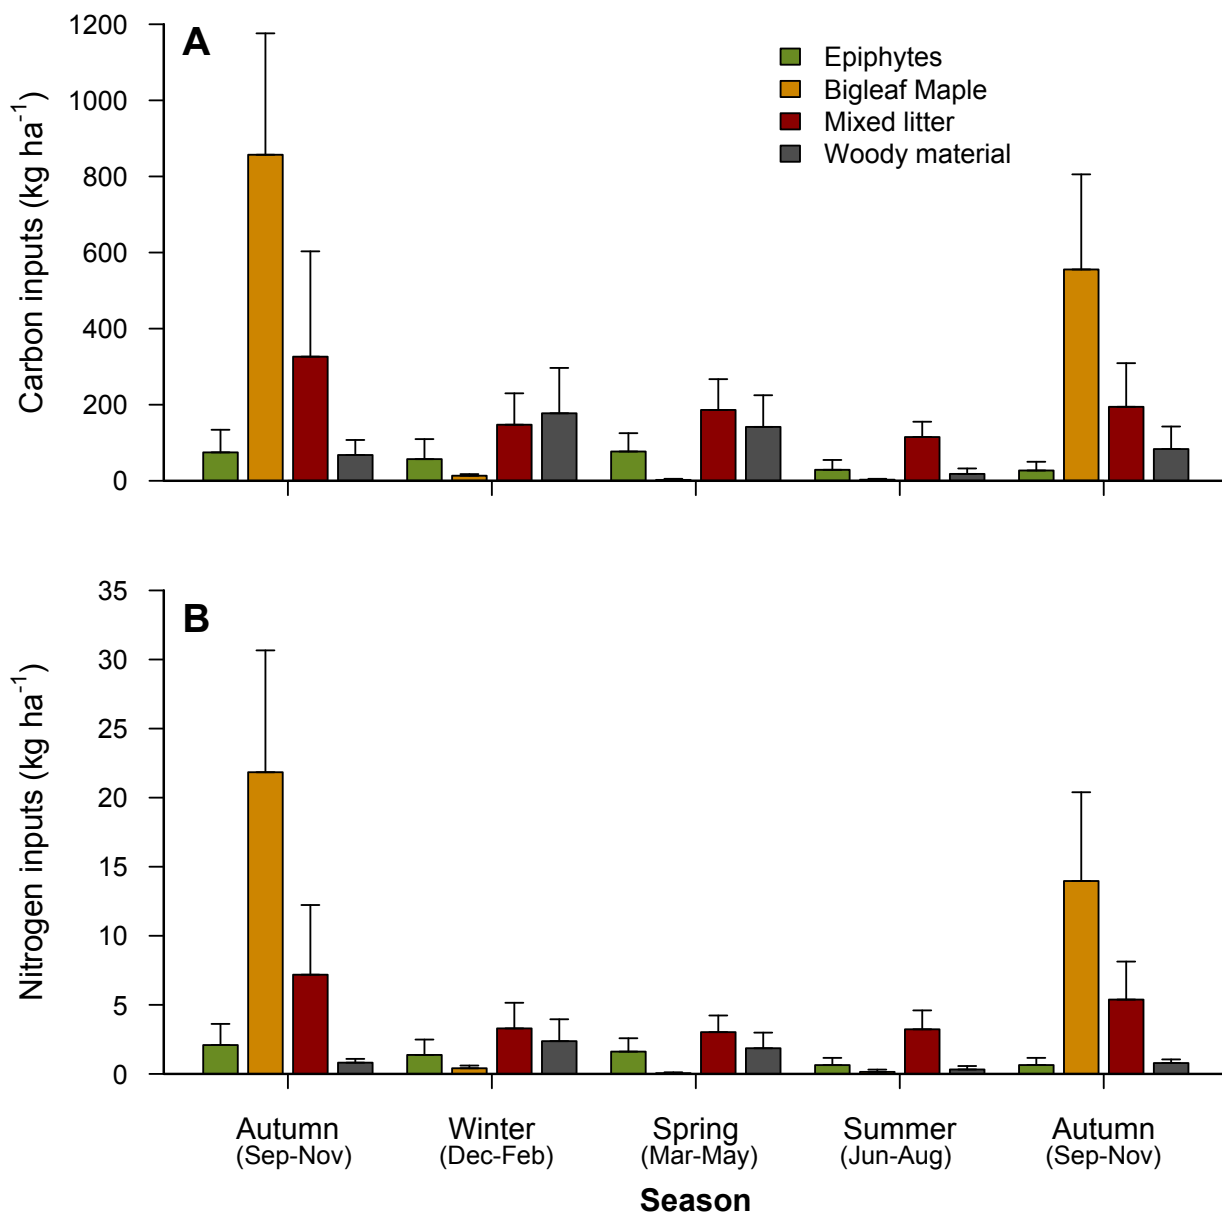 A
Epiphytes
Bigleaf Maple
Mixed litter
Woody material
Carbon inputs (kg ha⁻¹)
1200
1000
800
600
400
200
0
B
Nitrogen inputs (kg ha⁻¹)
35
30
25
20
15
10
5
0
Autumn Winter Spring Summer Autumn
(Sep-Nov) (Dec-Feb) (Mar-May) (Jun-Aug) (Sep-Nov)
Season